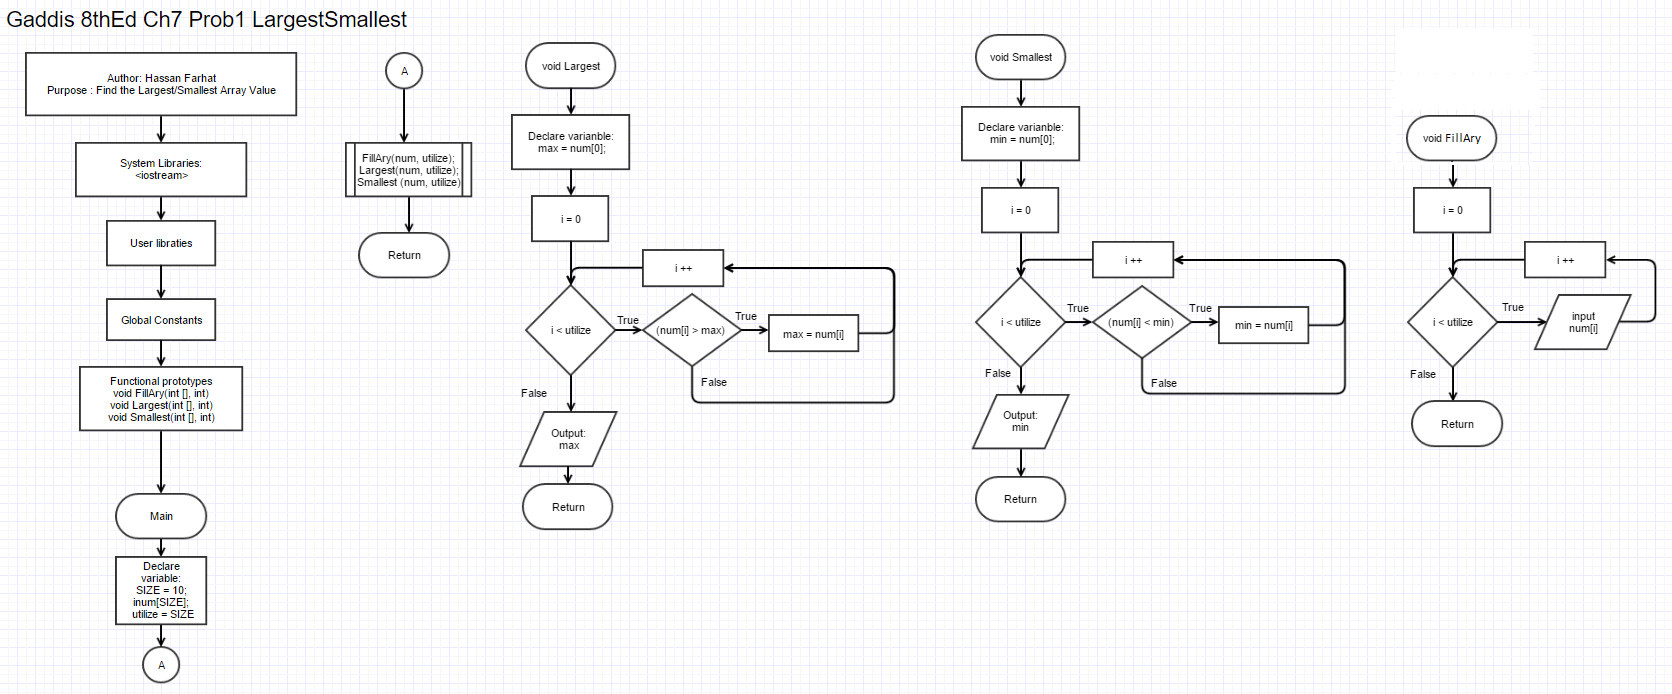 Gaddis 8thEd Ch7 Prob1 LargestSmallest
Author: Hassan Farhat
Purpose : Find the Largest/Smallest Array Value
System Libraries:
<iostream>
User libraties
Global Constants
Functional prototypes
void FillAry(int [], int)
void Largest(int [], int)
void Smallest(int [], int)
Main
Declare
variable:
SIZE = 10;
inum[SIZE];
utilize = SIZE
A
A
FillAry(num, utilize);
Largest(num, utilize);
Smallest (num, utilize)
Return
void Largest
Declare varianble:
max = num[0];
i = 0
i ++
i < utilize
True
(num[i] > max)
True
max = num[i]
False
False
Output:
max
Return
void Smallest
Declare varianble:
min = num[0];
i = 0
i ++
i < utilize
True
(num[i] < min)
True
min = num[i]
False
False
Output:
min
Return
void FillAry
i = 0
i ++
i < utilize
True
input
num[i]
False
Return